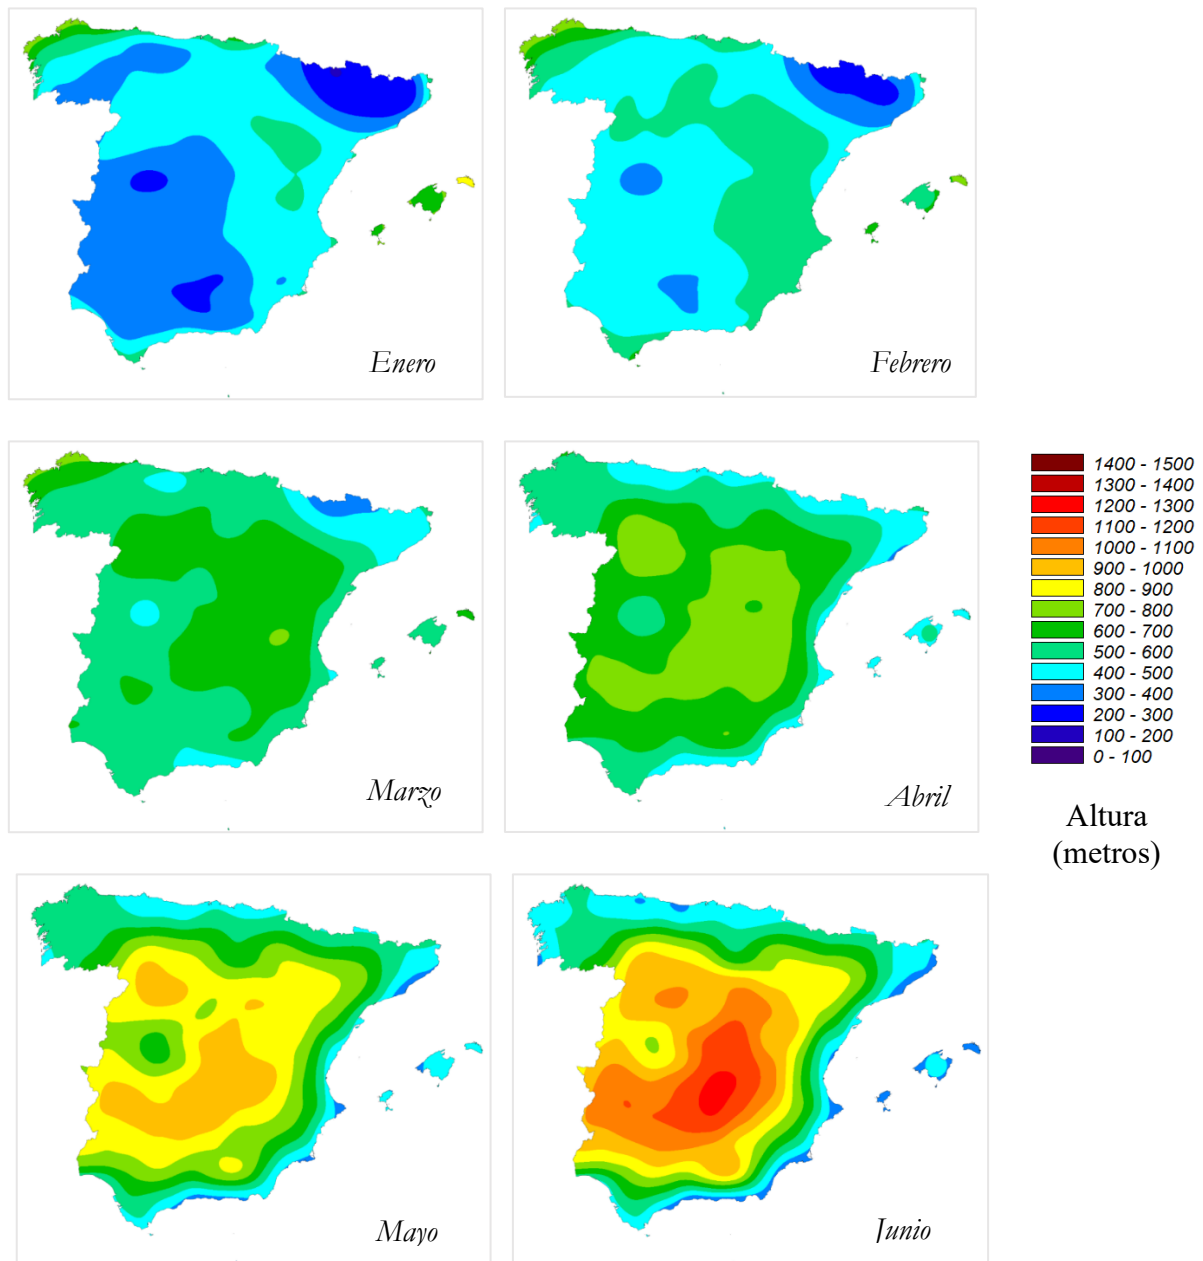 Enero
Febrero
Marzo
Abril
1400 - 1500
1300 - 1400
1200 - 1300
1100 - 1200
1000 - 1100
900 - 1000
800 - 900
700 - 800
600 - 700
500 - 600
400 - 500
300 - 400
200 - 300
100 - 200
0 - 100
Altura
(metros)
Mayo
Junio